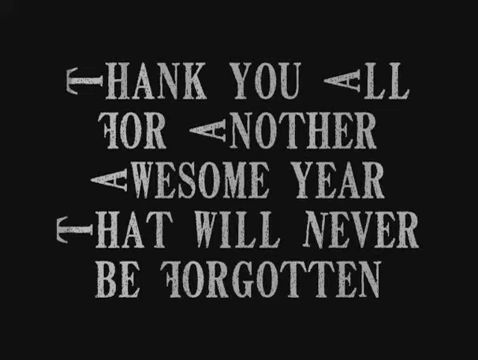 THANK YOU ALL
FOR ANOTHER
AWESOME YEAR
THAT WILL NEVER
BE FORGOTTEN